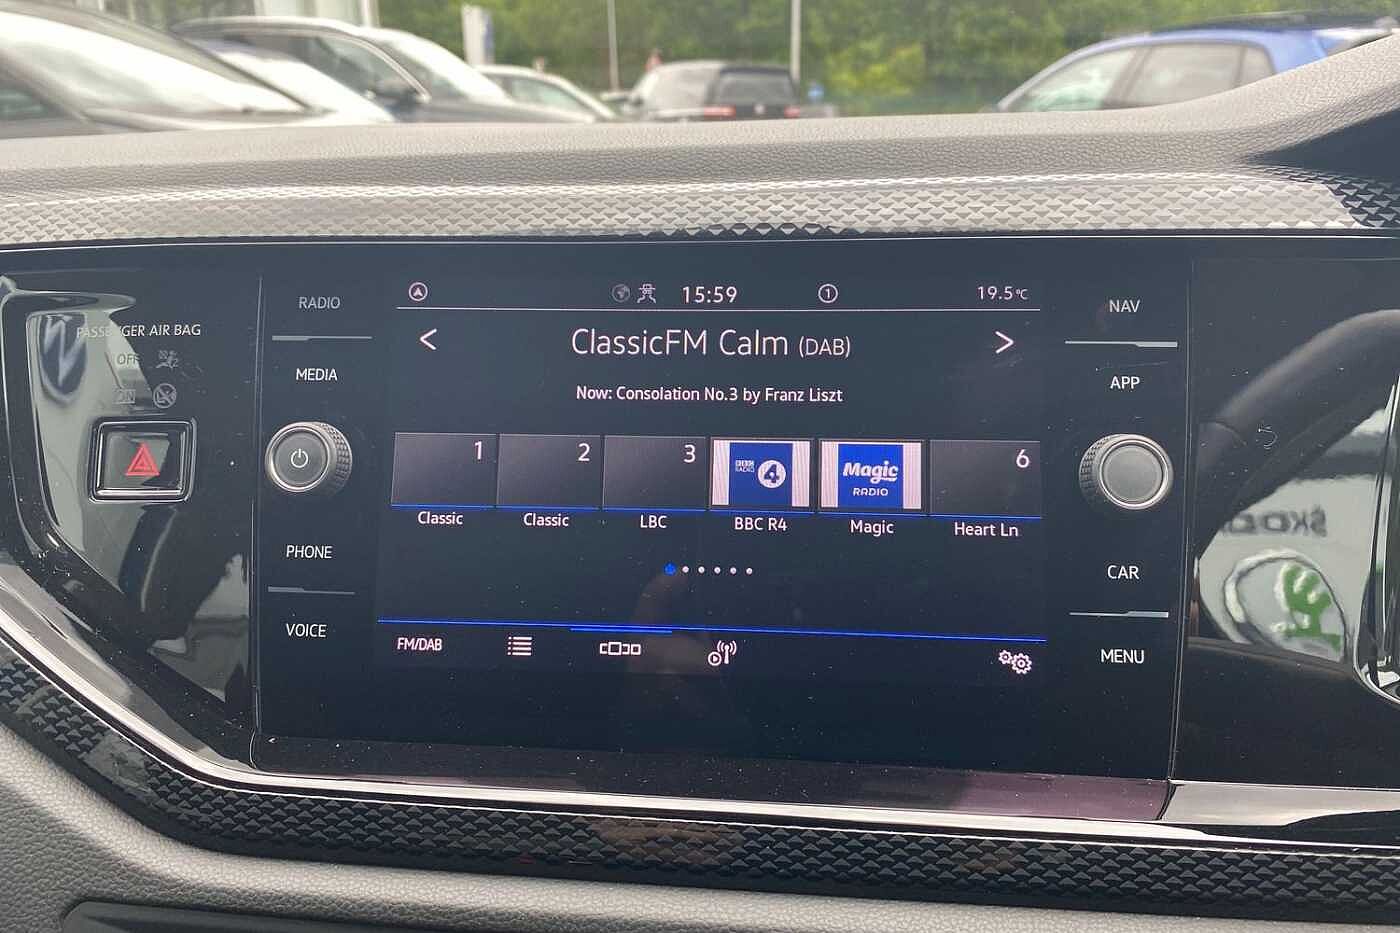 PASSENGER AIR BAG
OFF
ON
RADIO
MEDIA
PHONE
VOICE
15:59
1
19.5°C
< ClassicFM Calm (DAB) >
Now: Consolation No.3 by Franz Liszt
1 2 3 BBC RADIO 4 Magic RADIO 6
Classic Classic LBC BBC R4 Magic Heart Ln
FM/DAB
NAV
APP
CAR
MENU